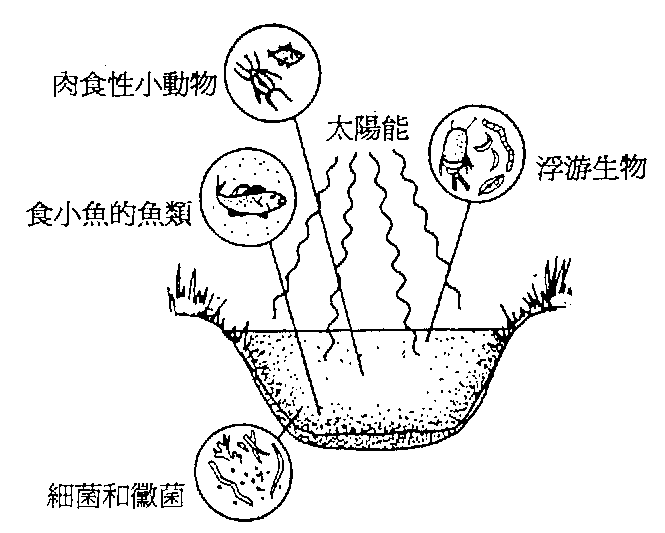 肉食性小動物
太陽能
浮游生物
食小魚的魚類
細菌和黴菌